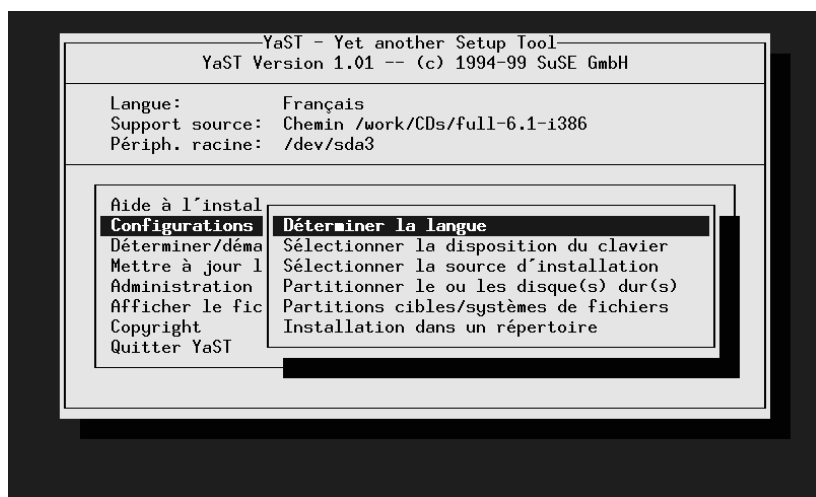 YaST - Yet another Setup Tool
YaST Version 1.01 -- (c) 1994-99 SuSE GmbH
Langue: Français
Support source: Chemin /work/CDs/full-6.1-i386
Périph. racine: /dev/sda3
Aide à l´instal
Configurations Déterminer la langue
Déterminer/déma Sélectionner la disposition du clavier
Mettre à jour l Sélectionner la source d´installation
Administration Partitionner le ou les disque(s) dur(s)
Afficher le fic Partitions cibles/systèmes de fichiers
Copyright Installation dans un répertoire
Quitter YaST